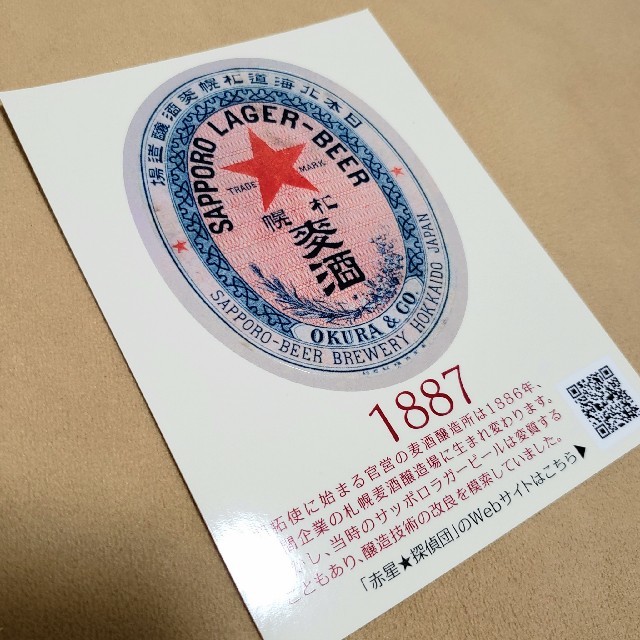 場造醸酒麥幌札道海北本日
SAPPORO LAGER-BEER
TRADE MARK
幌札
麦酒
OKURA & CO.
SAPPORO-BEER BREWERY HOKKAIDO JAPAN
1887
拓使に始まる官営の麦酒醸造所は1886年、
企業の札幌麦酒醸造場に生まれ変わります。
し、当時のサッポロラガービールは変質する
ともあり、醸造技術の改良を模索していました。
「赤星★探偵団」のWebサイトはこちら▶